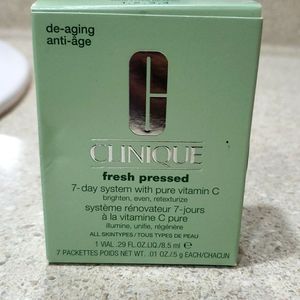 de-aging
anti-âge
C
CLINIQUE
fresh pressed
7-day system with pure vitamin C
brighten, even, retexturize
système rénovateur 7-jours
à la vitamine C pure
illumine, unifie, régénère
ALL SKINTYPES / TOUS TYPES DE PEAU
1 VIAL .29 FL.OZ.LIQ./8.5 ml ℮
7 PACKETTES POIDS NET WT. .01 OZ./.5 g EACH/CHACUN